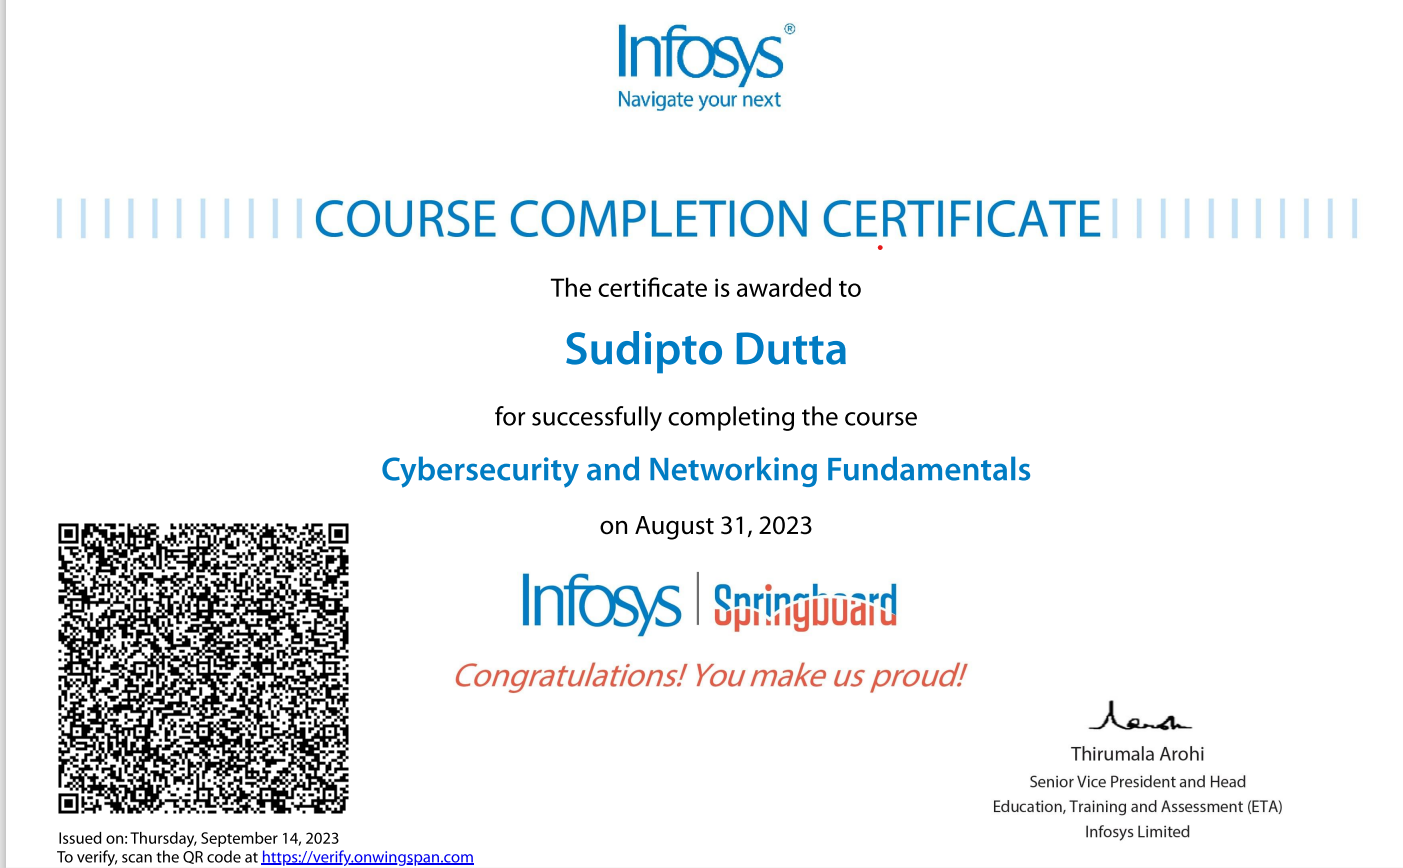 Infosys®
Navigate your next
COURSE COMPLETION CERTIFICATE
The certificate is awarded to
Sudipto Dutta
for successfully completing the course
Cybersecurity and Networking Fundamentals
on August 31, 2023
Infosys | Springboard
Congratulations! You make us proud!
Thirumala Arohi
Senior Vice President and Head
Education, Training and Assessment (ETA)
Infosys Limited
Issued on: Thursday, September 14, 2023
To verify, scan the QR code at https://verify.onwingspan.com